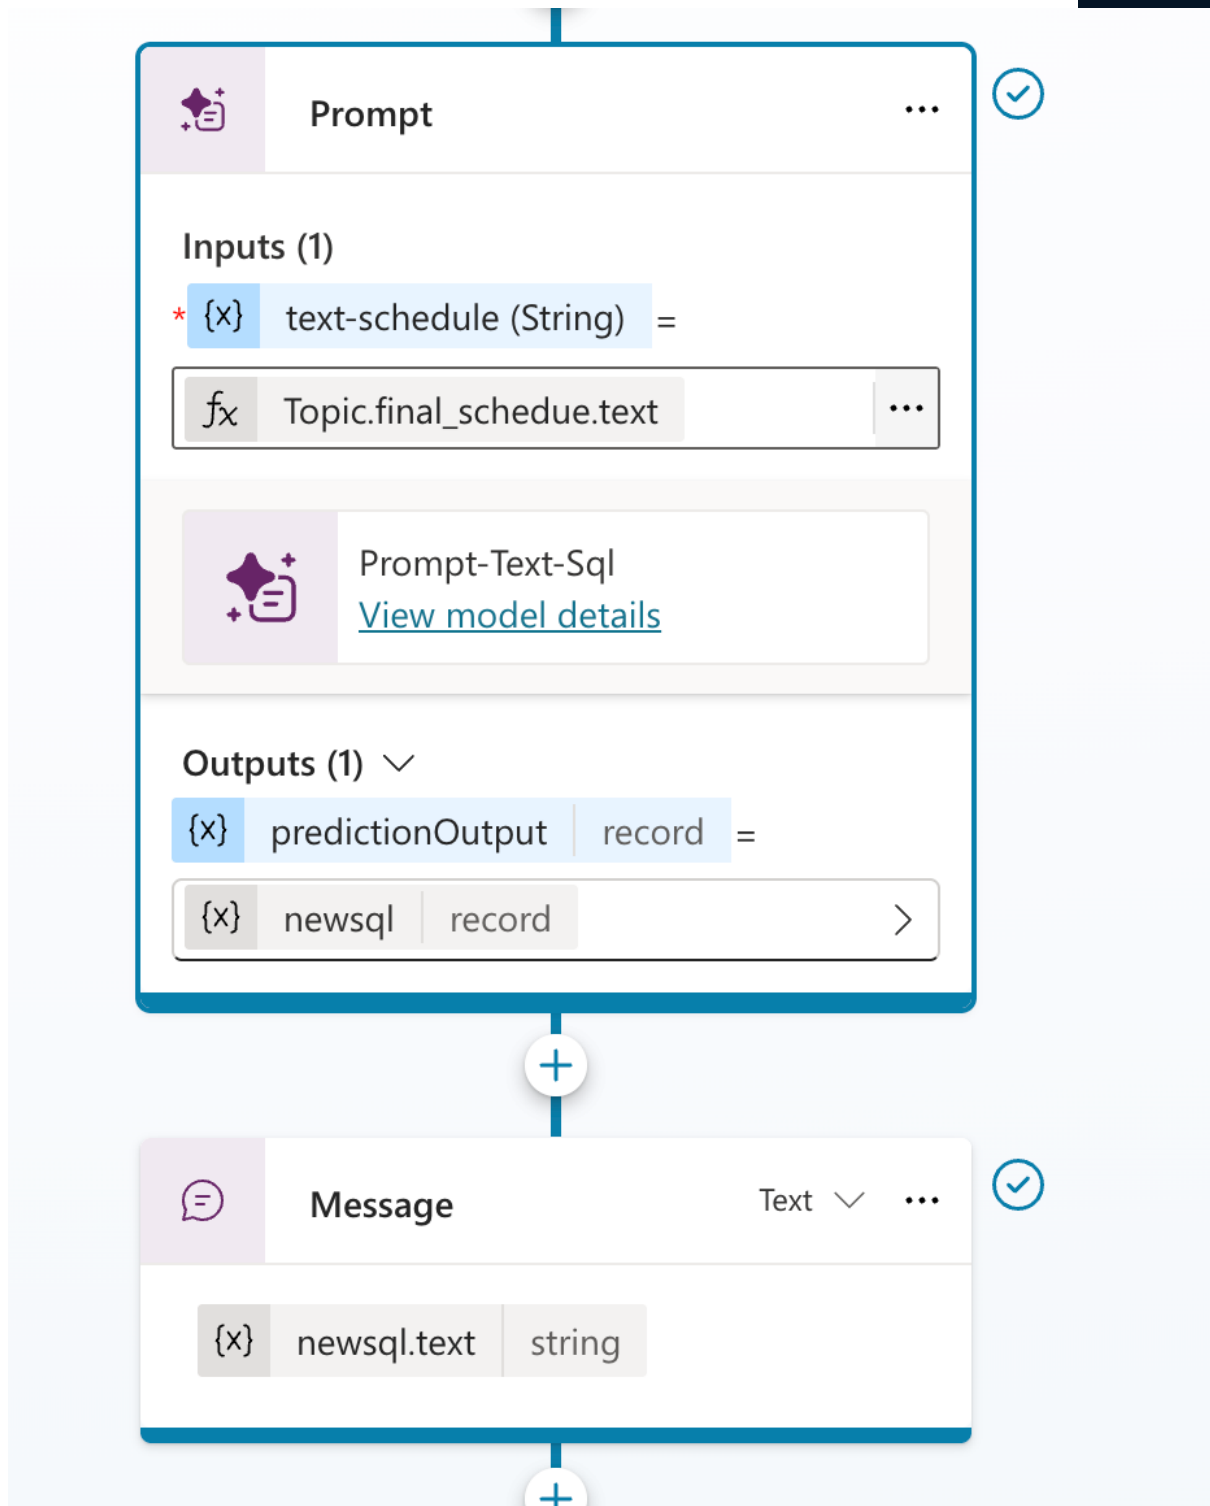 Prompt
Inputs (1)
* {x} text-schedule (String) =
fx Topic.final_schedue.text
Prompt-Text-Sql
View model details
Outputs (1)
{x} predictionOutput record =
{x} newsql record
Message Text
{x} newsql.text string